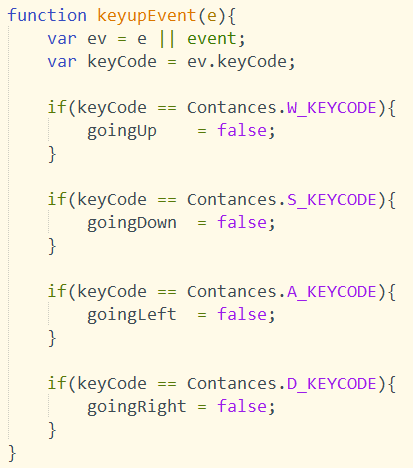 function keyupEvent(e){
    var ev = e || event;
    var keyCode = ev.keyCode;

    if(keyCode == Contances.W_KEYCODE){
        goingUp    = false;
    }

    if(keyCode == Contances.S_KEYCODE){
        goingDown  = false;
    }

    if(keyCode == Contances.A_KEYCODE){
        goingLeft  = false;
    }

    if(keyCode == Contances.D_KEYCODE){
        goingRight = false;
    }
}